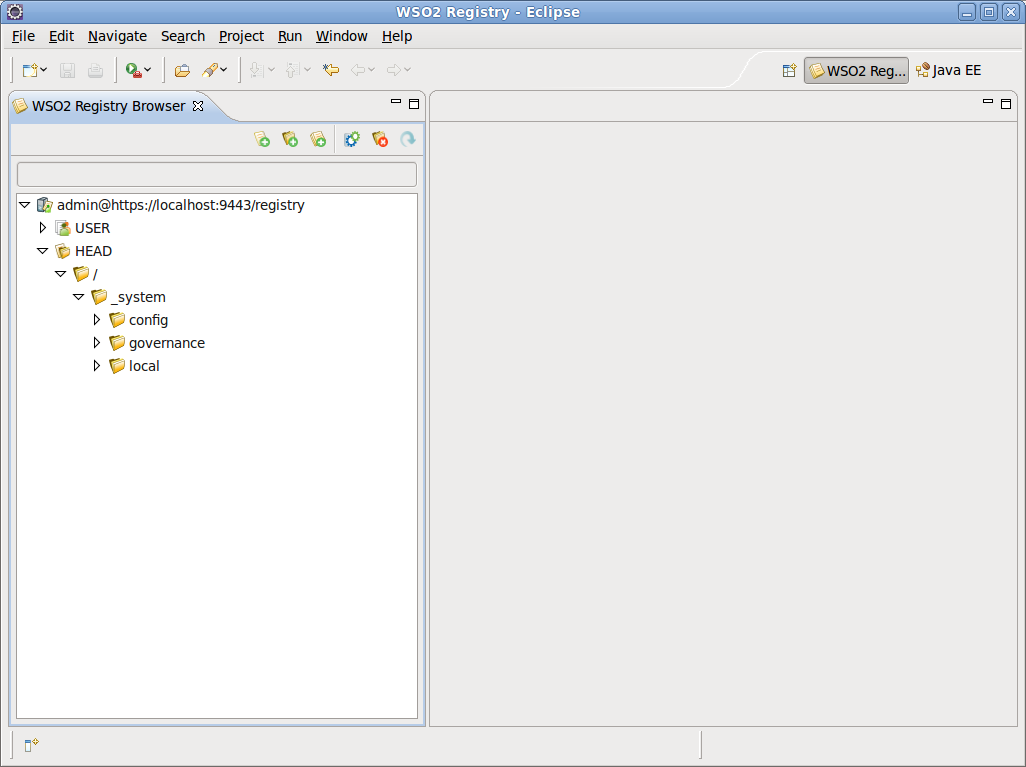 WSO2 Registry - Eclipse
File Edit Navigate Search Project Run Window Help
WSO2 Reg... Java EE
WSO2 Registry Browser
admin@https://localhost:9443/registry
USER
HEAD
/
_system
config
governance
local